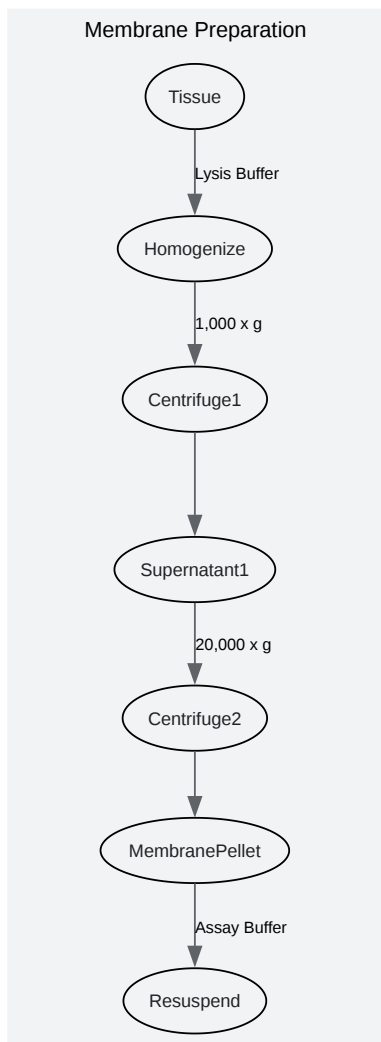 Membrane Preparation
Tissue
Lysis Buffer
Homogenize
1,000 x g
Centrifuge1
Supernatant1
20,000 x g
Centrifuge2
MembranePellet
Assay Buffer
Resuspend